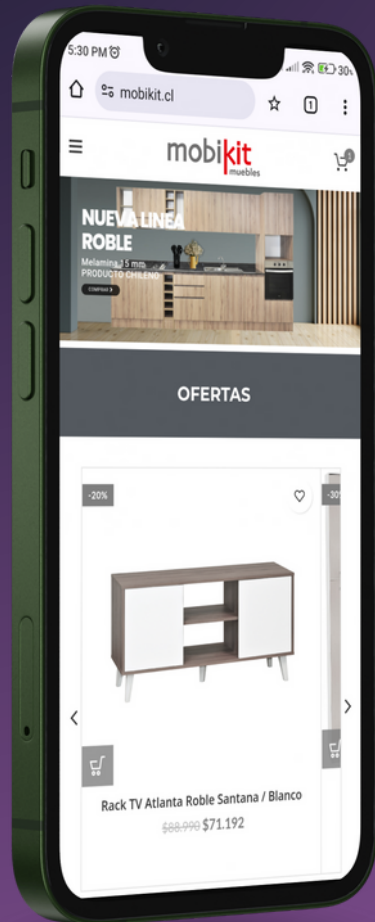 5:30 PM
30%
mobikit.cl
1
mobikit
muebles
NUEVA LINEA
ROBLE
Melamina 15 mm
PRODUCTO CHILENO
COMPRAR
OFERTAS
-20%
-30
Rack TV Atlanta Roble Santana / Blanco
$88.990 $71.192